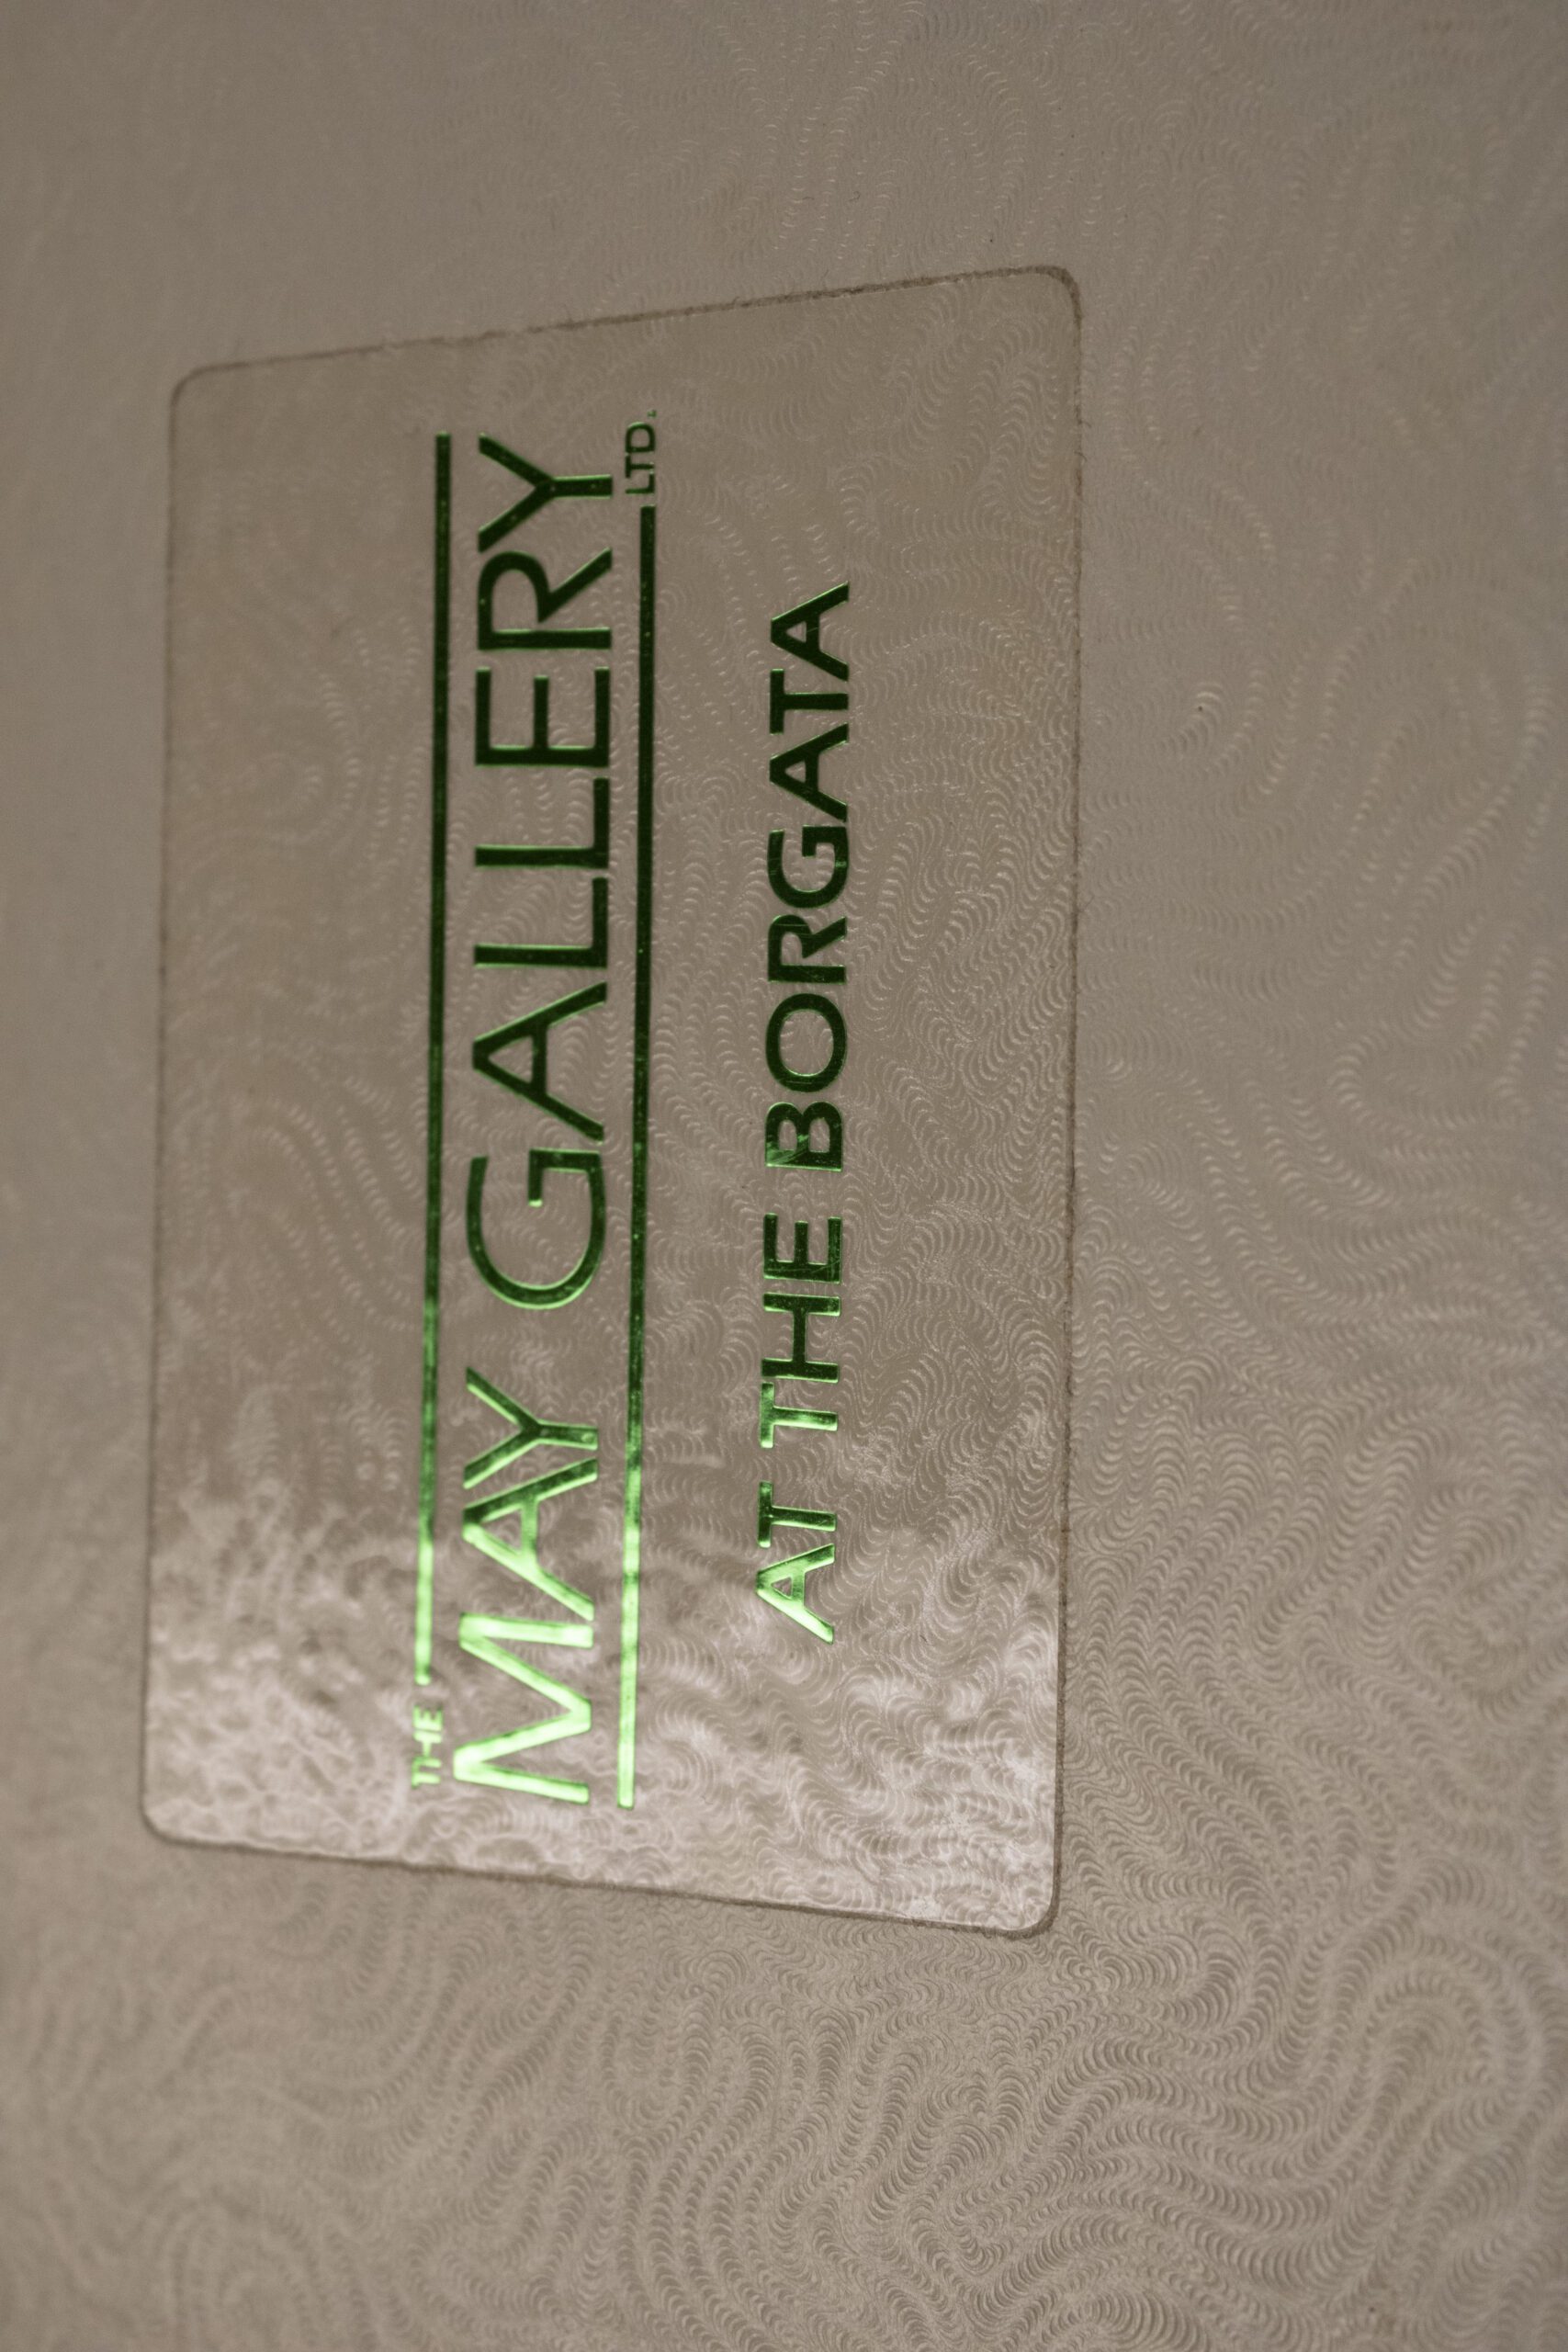 THE
MAY GALLERY
LTD.
AT THE BORGATA